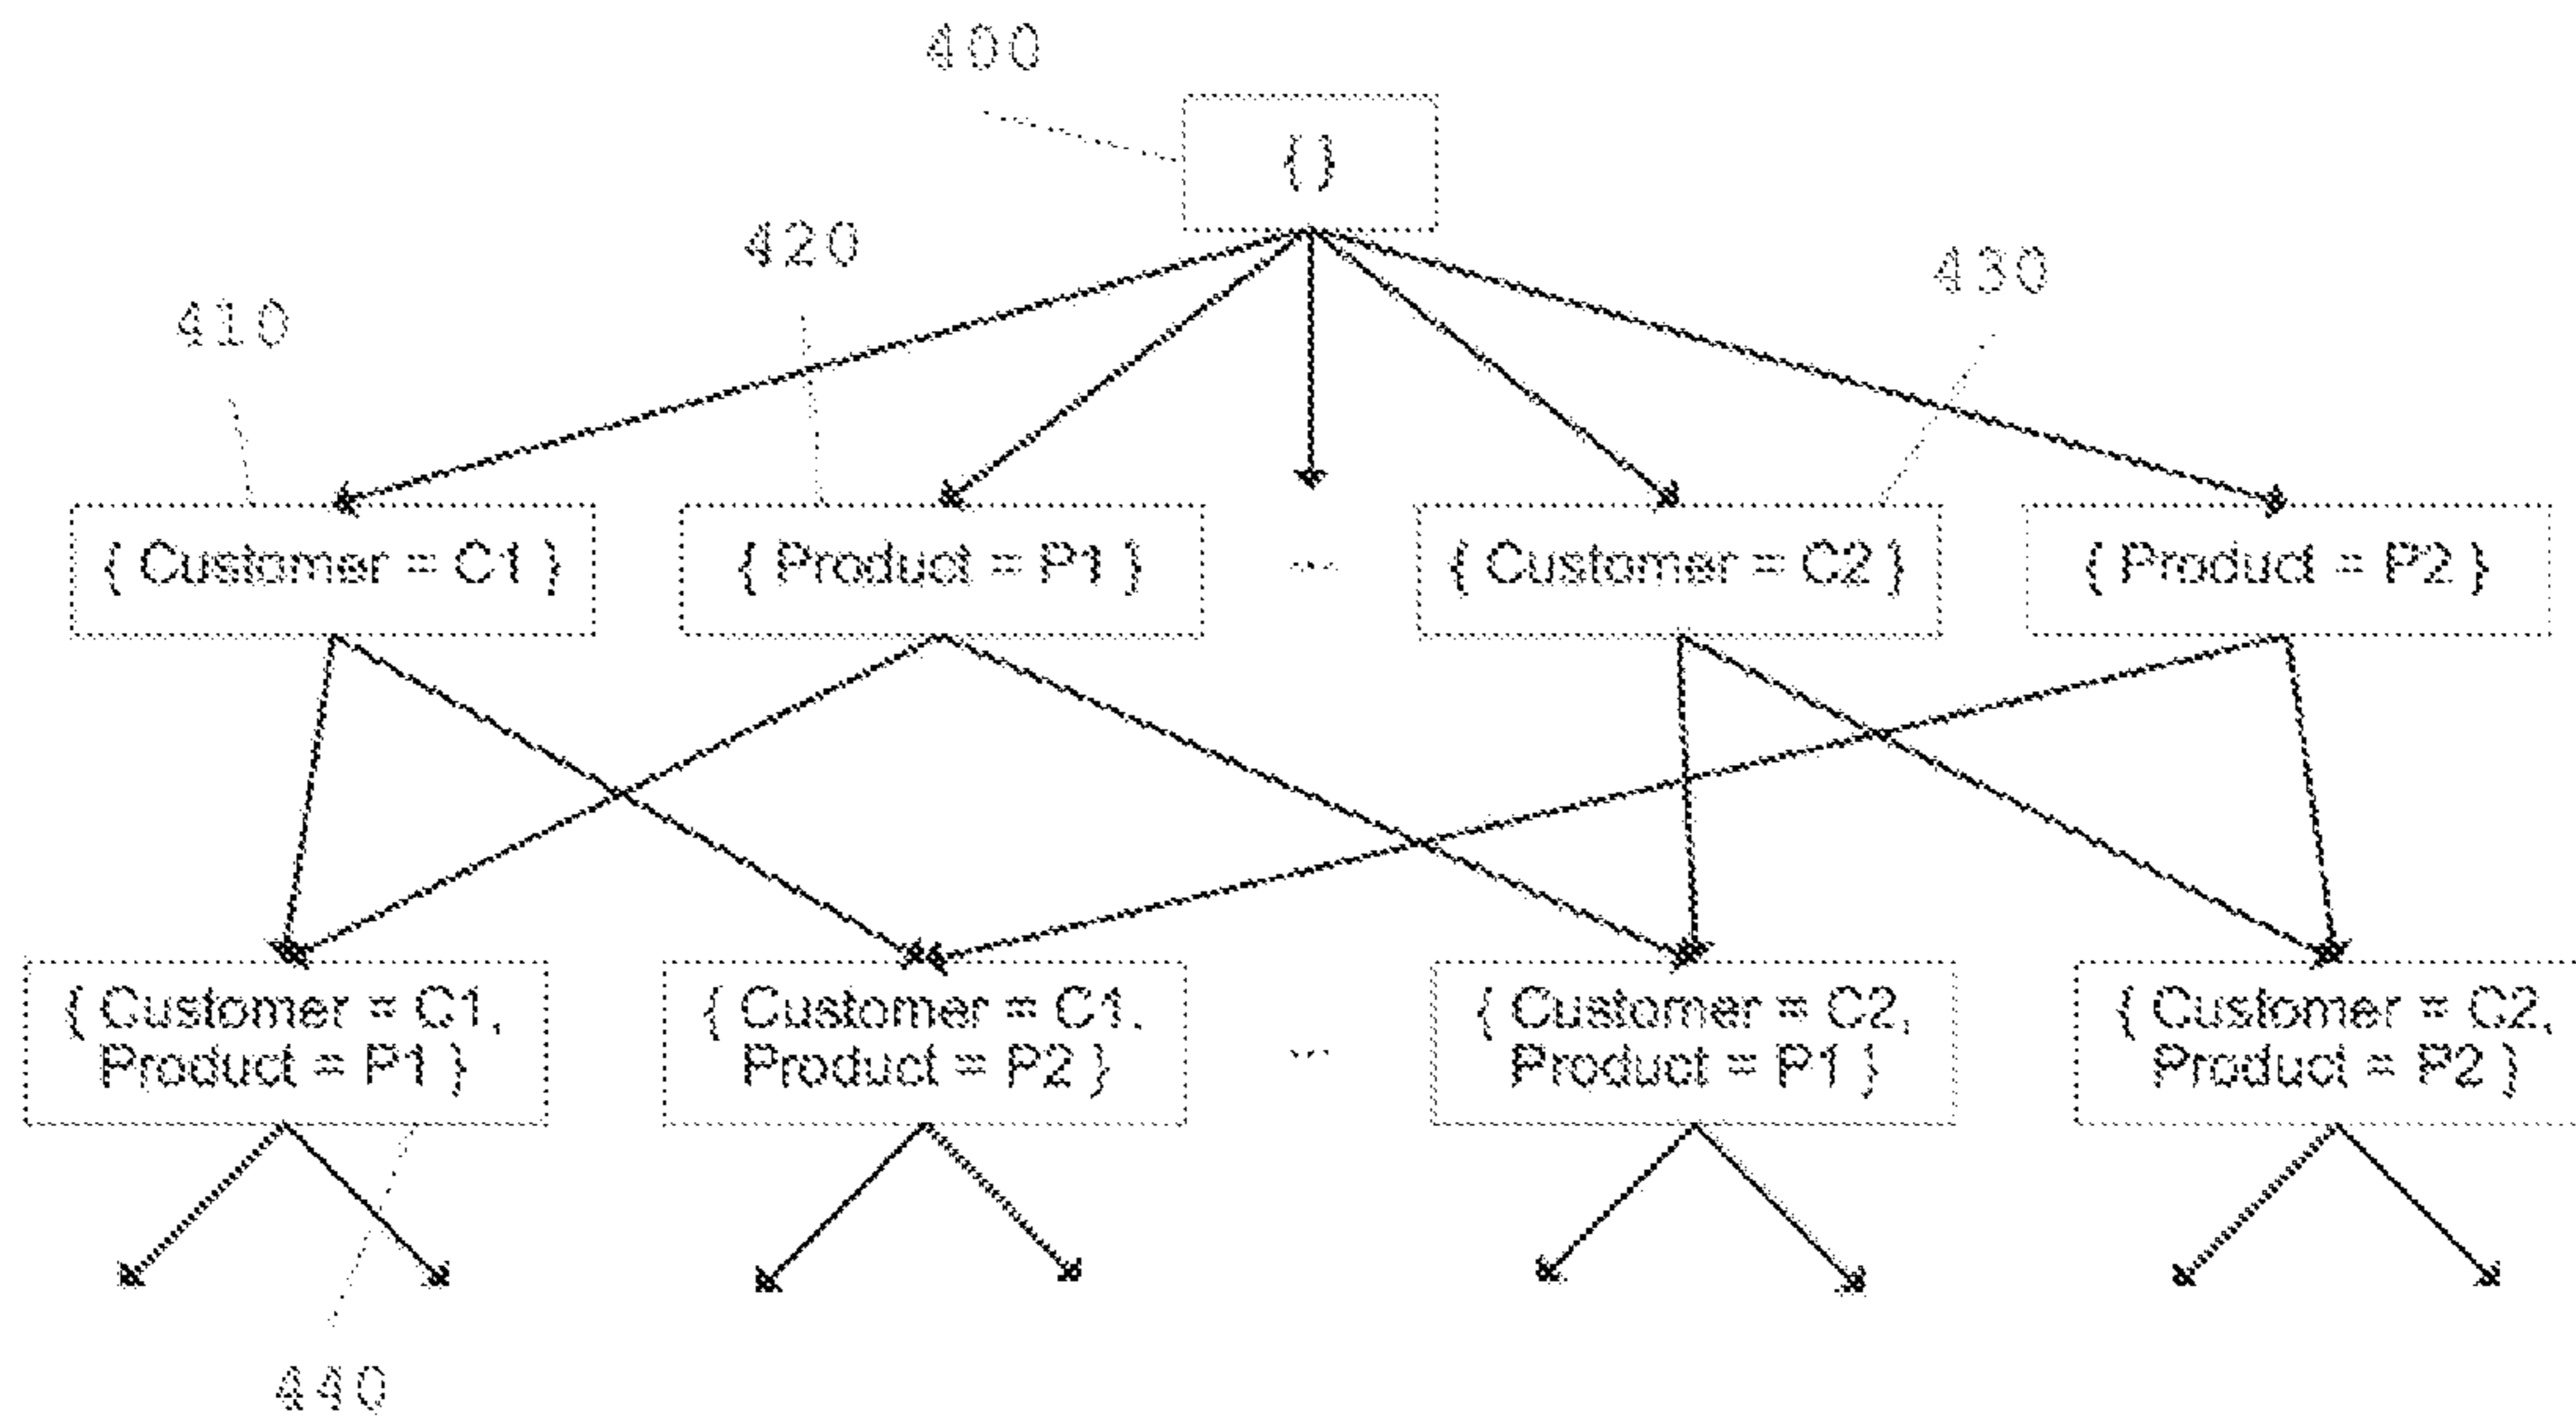 400
{}
420
430
410
{ Customer = C1 }
{ Product = P1 }
...
{ Customer = C2 }
{ Product = P2 }
{ Customer = C1,
Product = P1 }
{ Customer = C1,
Product = P2 }
...
{ Customer = C2,
Product = P1 }
{ Customer = C2,
Product = P2 }
440